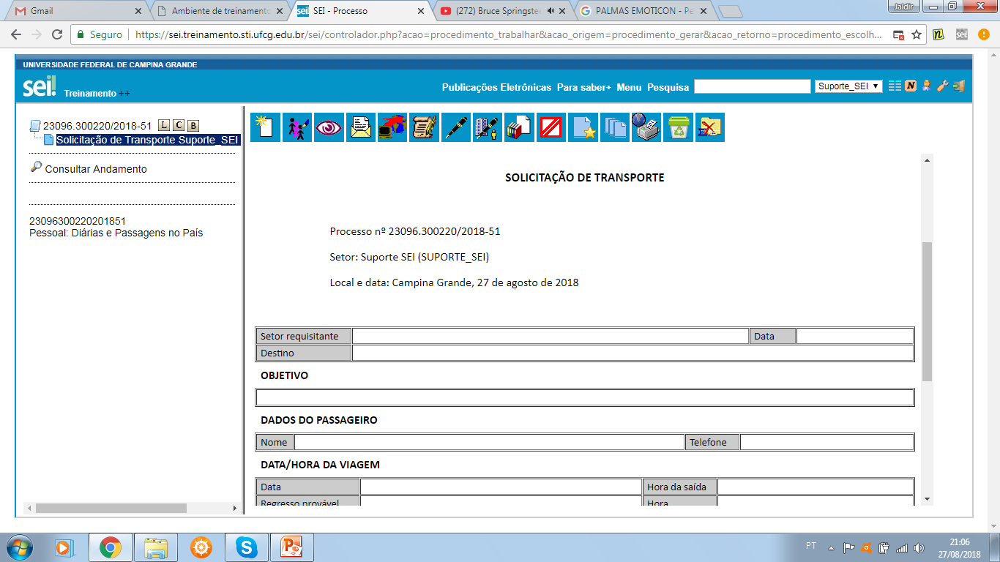 Gmail
Ambiente de treinamento
SEI - Processo
(272) Bruce Springste
PALMAS EMOTICON - Pe
Jaldir
Seguro
https://sei.treinamento.sti.ufcg.edu.br/sei/controlador.php?acao=procedimento_trabalhar&acao_origem=procedimento_gerar&acao_retorno=procedimento_escolh...
UNIVERSIDADE FEDERAL DE CAMPINA GRANDE
sei!
Treinamento ++
Publicações Eletrônicas Para saber+ Menu Pesquisa
Suporte_SEI
23096.300220/2018-51 L C B
Solicitação de Transporte Suporte_SEI
Consultar Andamento
23096300220201851
Pessoal: Diárias e Passagens no País
SOLICITAÇÃO DE TRANSPORTE
Processo nº 23096.300220/2018-51
Setor: Suporte SEI (SUPORTE_SEI)
Local e data: Campina Grande, 27 de agosto de 2018
Setor requisitante Data
Destino
OBJETIVO
DADOS DO PASSAGEIRO
Nome Telefone
DATA/HORA DA VIAGEM
Data Hora da saída
Regresso provável Hora
PT
21:06
27/08/2018